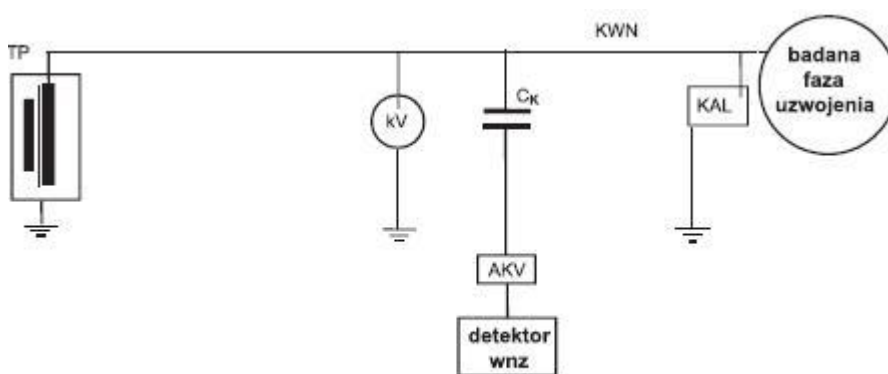 TP
KWN
badana
faza
uzwojenia
kV
CK
KAL
AKV
detektor
wnz